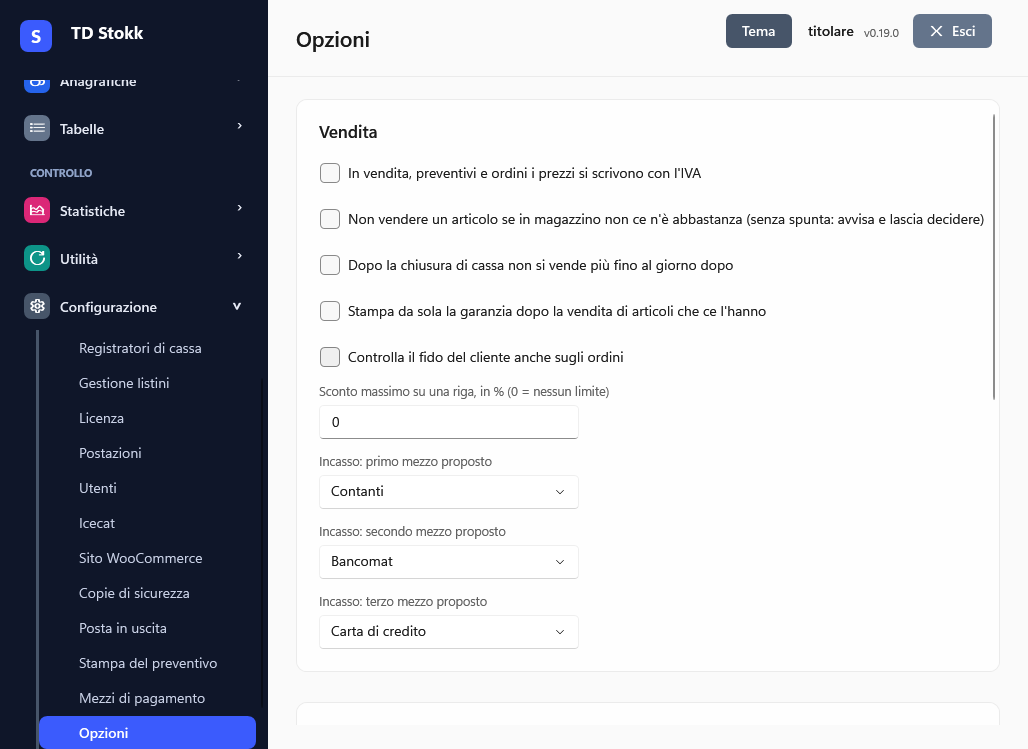 S
TD Stokk
Anagrafiche
Tabelle
CONTROLLO
Statistiche
Utilità
Configurazione
Registratori di cassa
Gestione listini
Licenza
Postazioni
Utenti
Icecat
Sito WooCommerce
Copie di sicurezza
Posta in uscita
Stampa del preventivo
Mezzi di pagamento
Opzioni
Opzioni
Tema
titolare
v0.19.0
Esci
Vendita
In vendita, preventivi e ordini i prezzi si scrivono con l'IVA
Non vendere un articolo se in magazzino non ce n'è abbastanza (senza spunta: avvisa e lascia decidere)
Dopo la chiusura di cassa non si vende più fino al giorno dopo
Stampa da sola la garanzia dopo la vendita di articoli che ce l'hanno
Controlla il fido del cliente anche sugli ordini
Sconto massimo su una riga, in % (0 = nessun limite)
0
Incasso: primo mezzo proposto
Contanti
Incasso: secondo mezzo proposto
Bancomat
Incasso: terzo mezzo proposto
Carta di credito